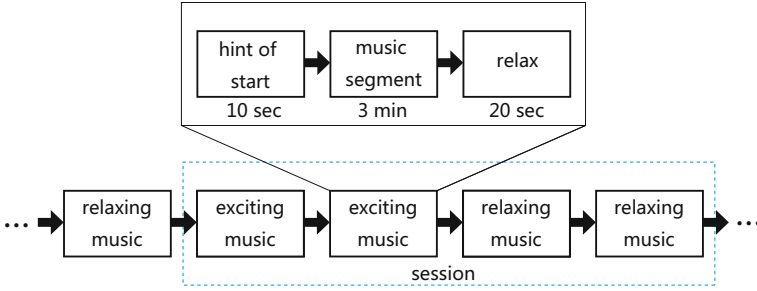 hint of
start
music
segment
relax
10 sec
3 min
20 sec
...
relaxing
music
exciting
music
exciting
music
relaxing
music
relaxing
music
...
session